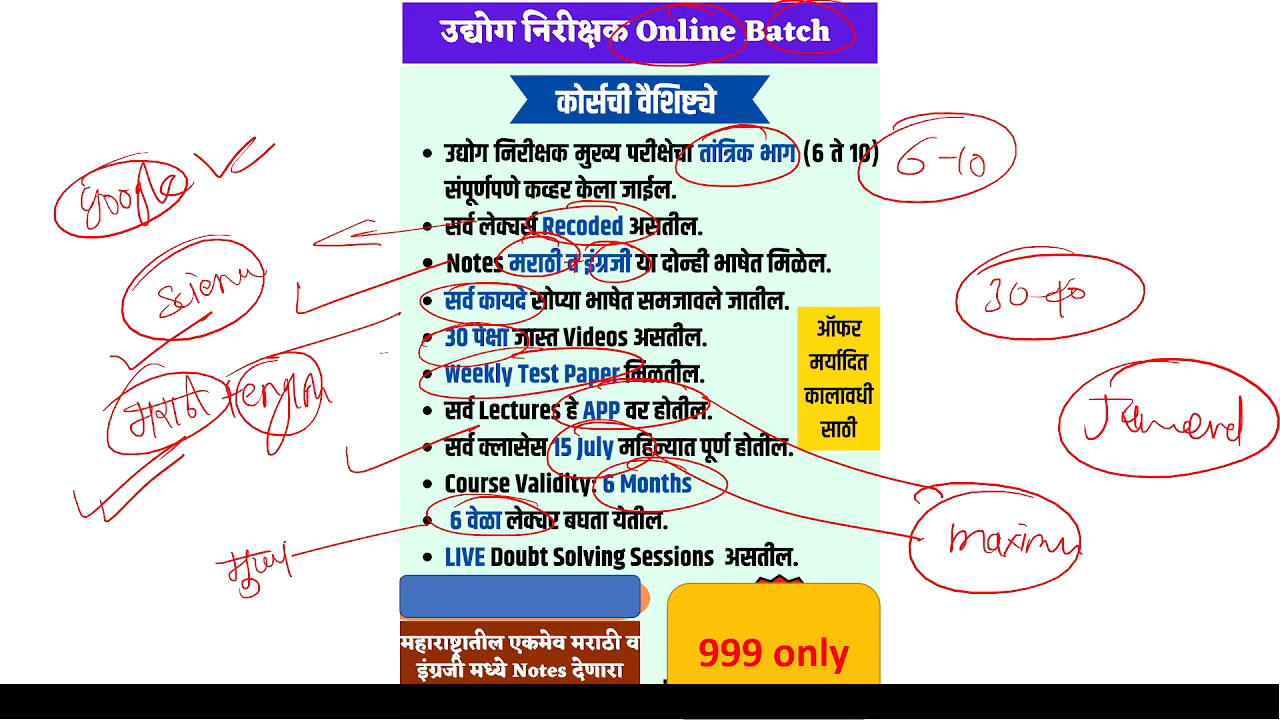 उद्योग निरीक्षक Online Batch
कोर्सची वैशिष्ट्ये
• उद्योग निरीक्षक मुख्य परीक्षेचा तांत्रिक भाग (6 ते 10)
संपूर्णपणे कव्हर केला जाईल.
• सर्व लेक्चर्स Recoded असतील.
• Notes मराठी व इंग्रजी या दोन्ही भाषेत मिळेल.
• सर्व कायदे सोप्या भाषेत समजावले जातील.
• 30 पेक्षा जास्त Videos असतील.
• Weekly Test Paper मिळतील.
• सर्व Lectures हे APP वर होतील.
• सर्व क्लासेस 15 July महिन्यात पूर्ण होतील.
• Course Validity: 6 Months
• 6 वेळा लेक्चर बघता येतील.
• LIVE Doubt Solving Sessions असतील.
ऑफर
मर्यादित
कालावधी
साठी
महाराष्ट्रातील एकमेव मराठी व
इंग्रजी मध्ये Notes देणारा
999 only
Google
मराठी + English
6-10
30-40